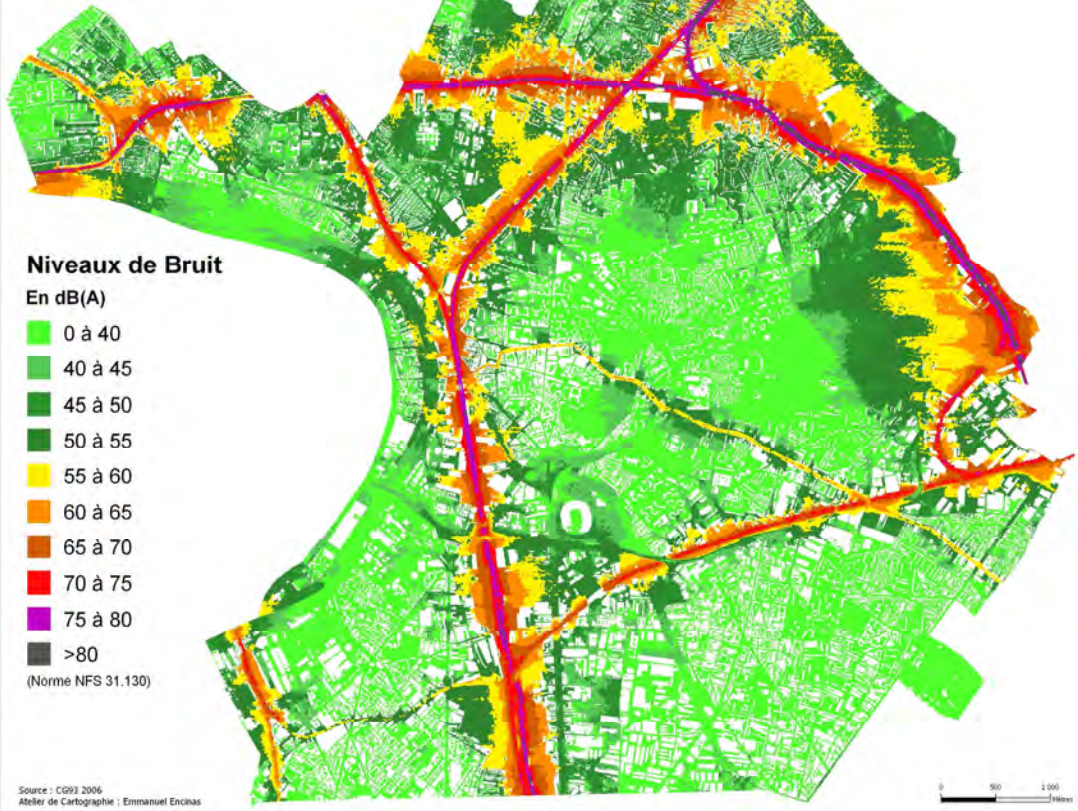 Niveaux de Bruit
En dB(A)
0 à 40
40 à 45
45 à 50
50 à 55
55 à 60
60 à 65
65 à 70
70 à 75
75 à 80
>80
(Norme NFS 31.130)
Source : CG93 2006
Atelier de Cartographie : Emmanuel Encinas
0 500 1 000
Mètres